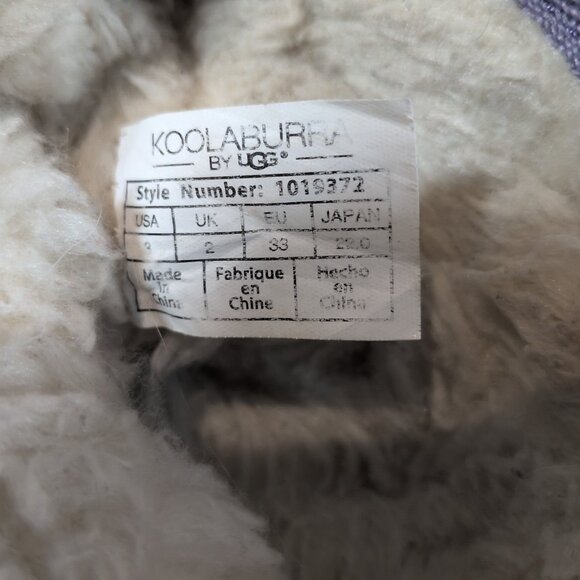 KOOLABURRA
BY UGG®
Style Number: 1019372
USA UK EU JAPAN
3 2 33
Made in China
Fabrique en Chine
Hecho en China